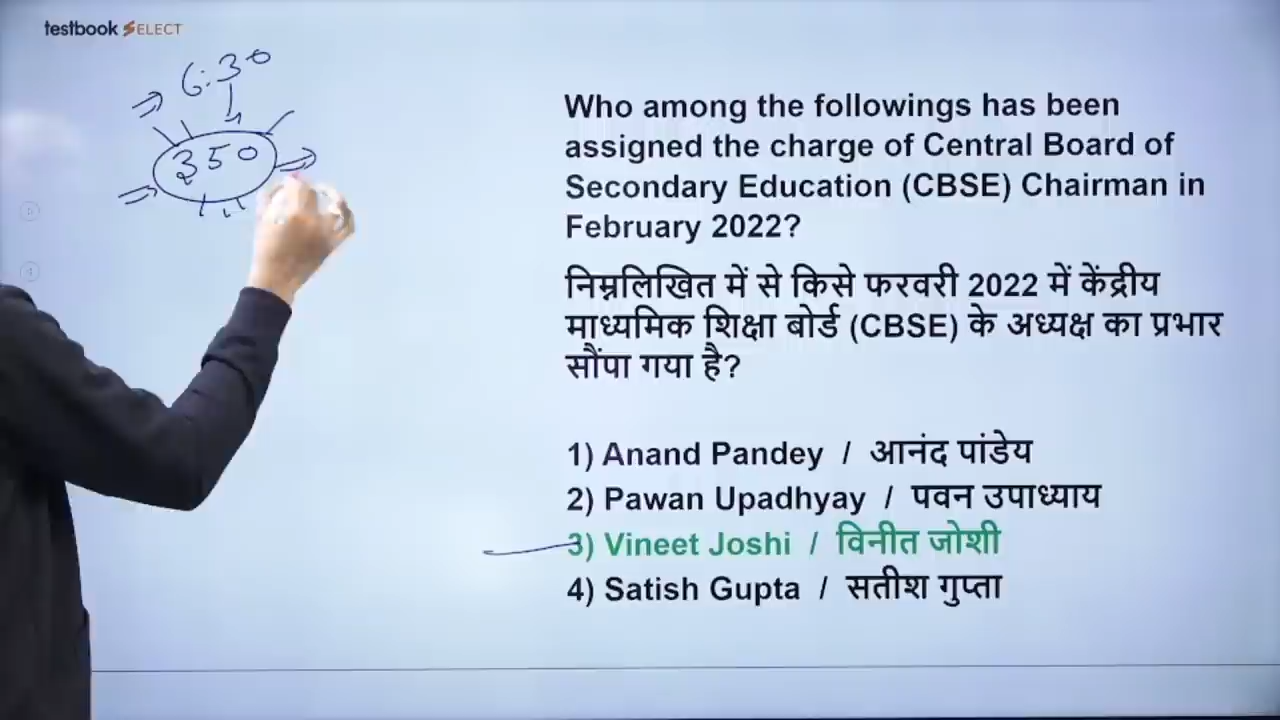 testbook SELECT
6:30
350
Who among the followings has been
assigned the charge of Central Board of
Secondary Education (CBSE) Chairman in
February 2022?
निम्नलिखित में से किसे फरवरी 2022 में केंद्रीय
माध्यमिक शिक्षा बोर्ड (CBSE) के अध्यक्ष का प्रभार
सौंपा गया है?
1) Anand Pandey / आनंद पांडेय
2) Pawan Upadhyay / पवन उपाध्याय
3) Vineet Joshi / विनीत जोशी
4) Satish Gupta / सतीश गुप्ता